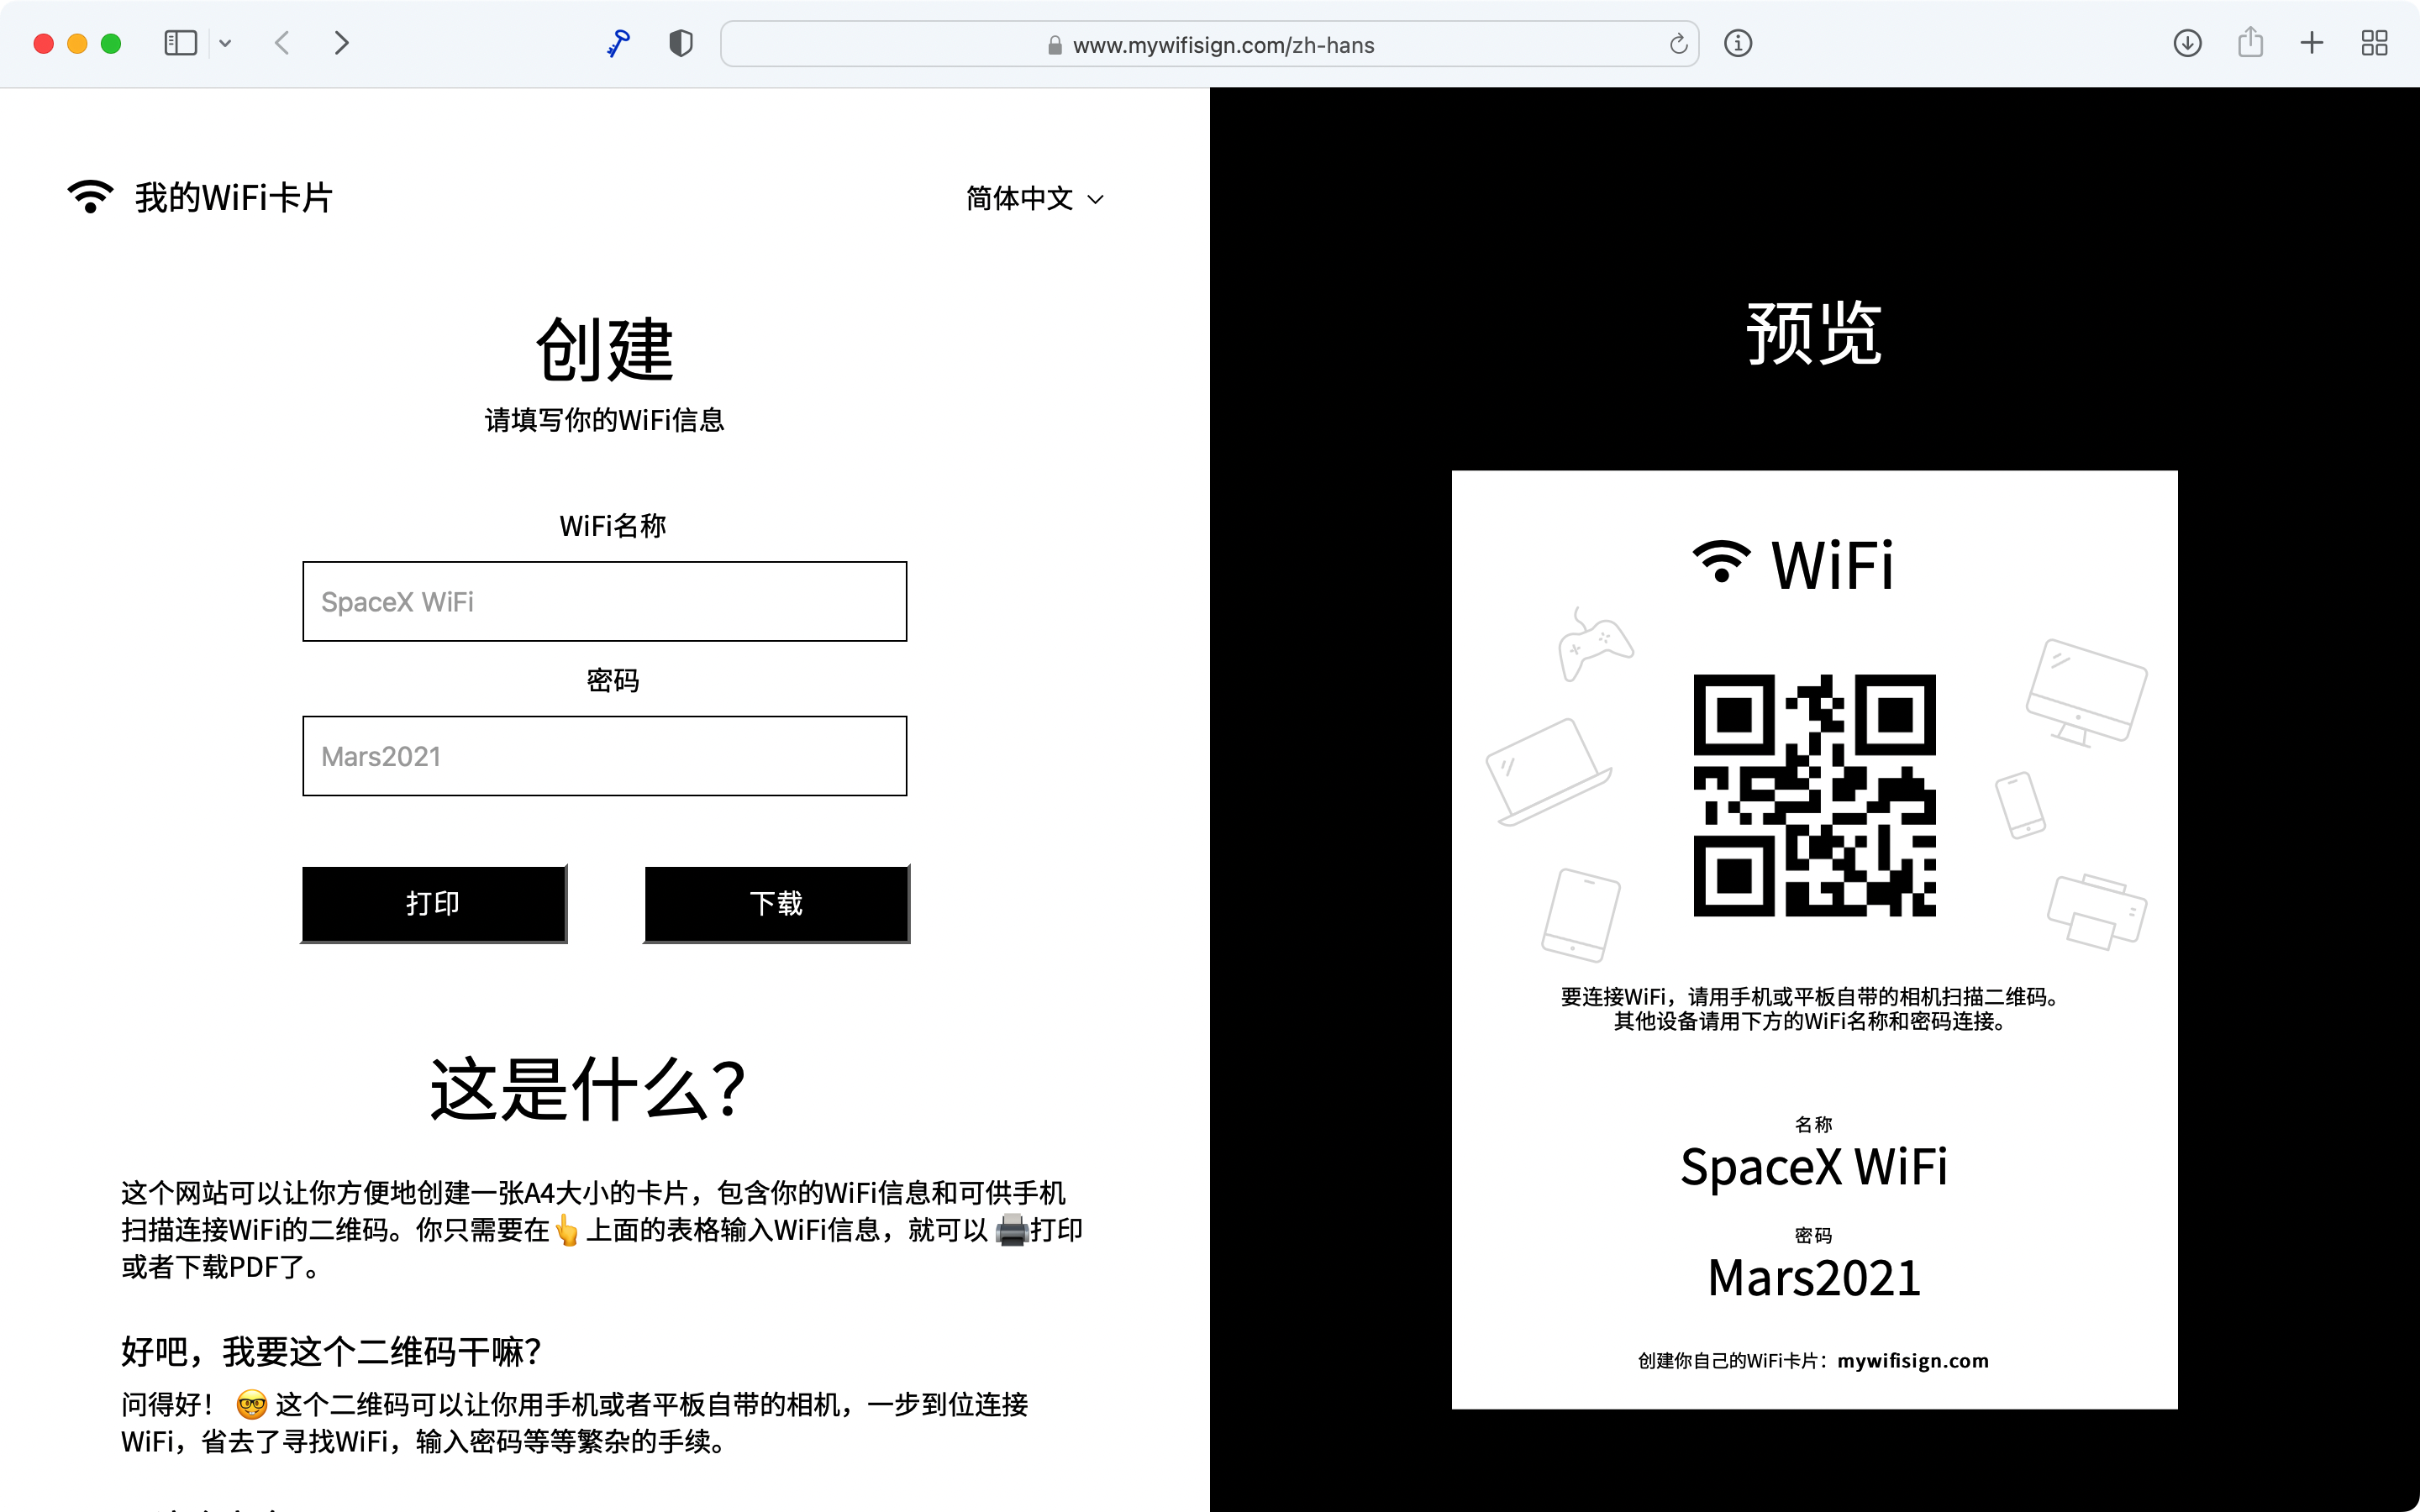 www.mywifisign.com/zh-hans
我的WiFi卡片
简体中文
创建
请填写你的WiFi信息
WiFi名称
SpaceX WiFi
密码
Mars2021
打印
下载
这是什么？
这个网站可以让你方便地创建一张A4大小的卡片，包含你的WiFi信息和可供手机
扫描连接WiFi的二维码。你只需要在👆上面的表格输入WiFi信息，就可以 🖨️打印
或者下载PDF了。
好吧，我要这个二维码干嘛？
问得好！ 🤓 这个二维码可以让你用手机或者平板自带的相机，一步到位连接
WiFi，省去了寻找WiFi，输入密码等等繁杂的手续。
预览
WiFi
要连接WiFi，请用手机或平板自带的相机扫描二维码。
其他设备请用下方的WiFi名称和密码连接。
名称
SpaceX WiFi
密码
Mars2021
创建你自己的WiFi卡片：mywifisign.com